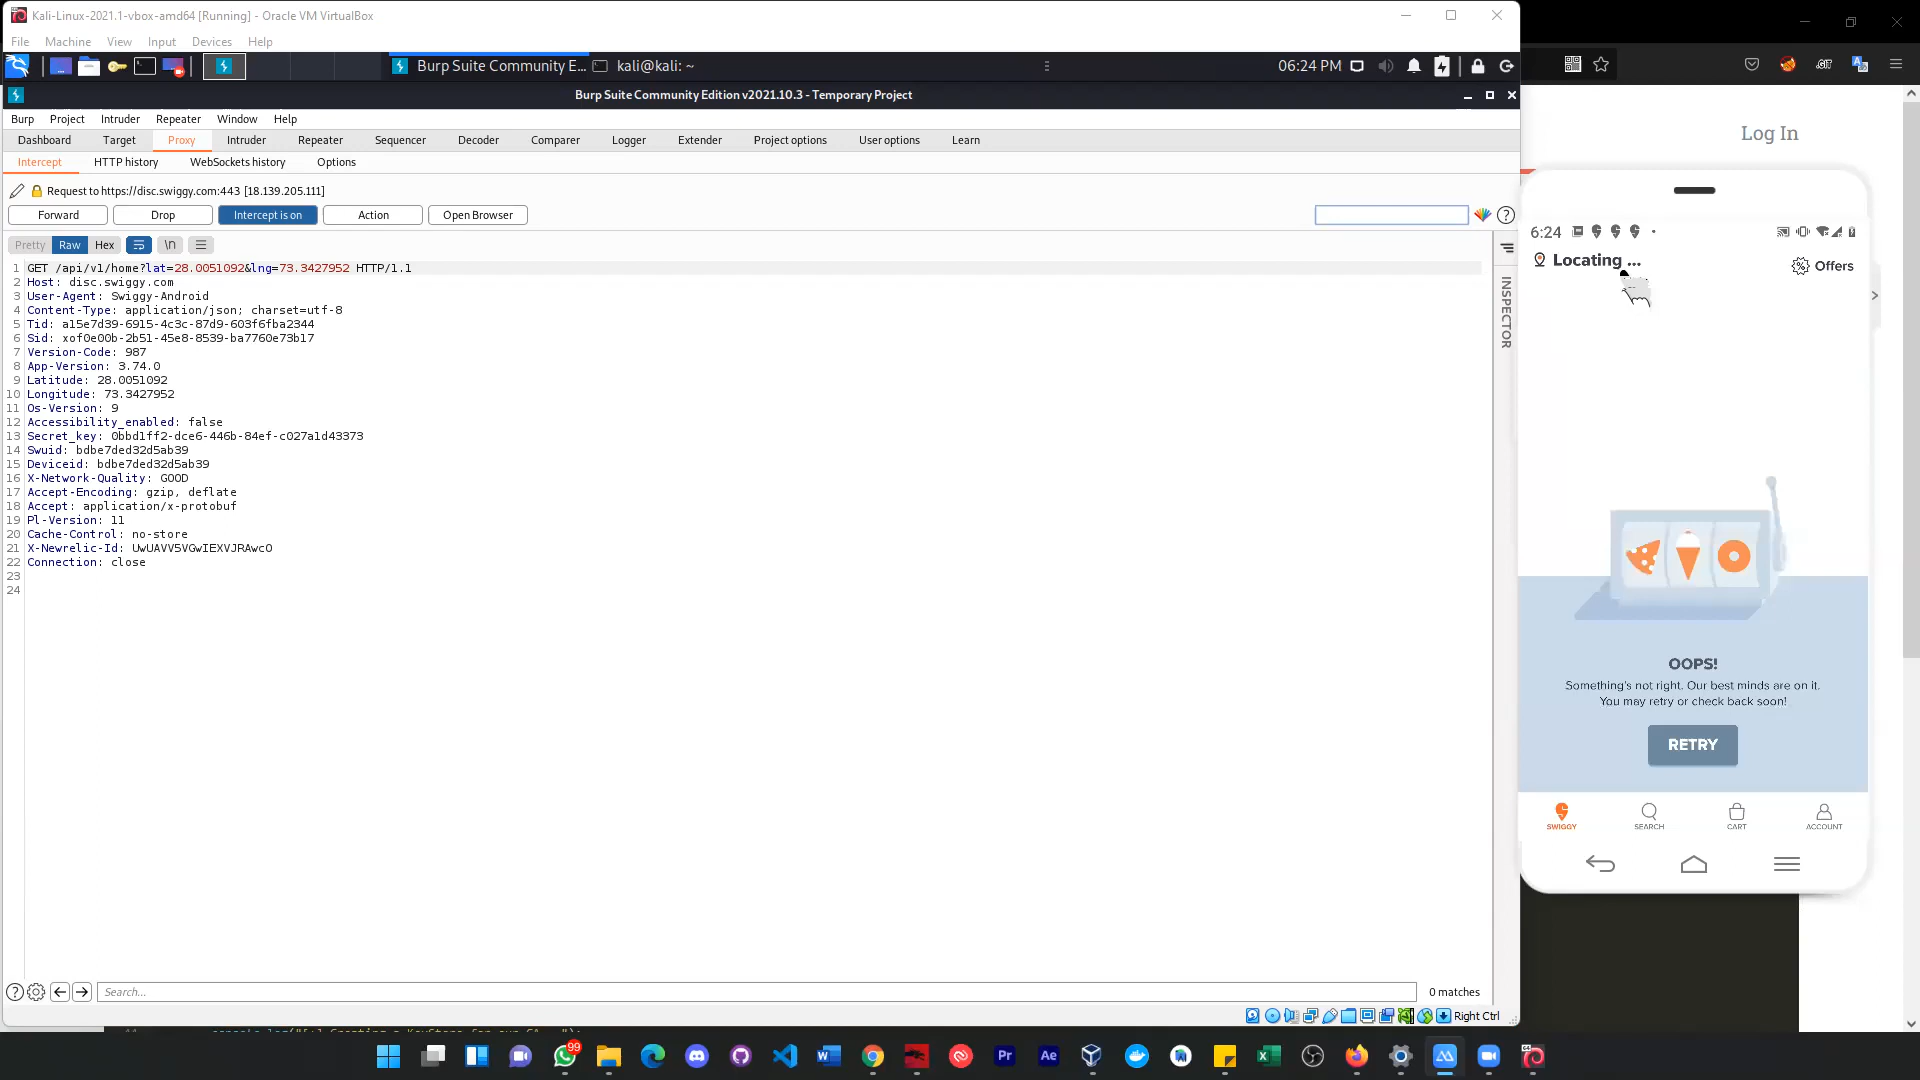 Kali-Linux-2021.1-vbox-amd64 [Running] - Oracle VM VirtualBox
File Machine View Input Devices Help
Burp Suite Community E... kali@kali: ~ 06:24 PM
Burp Suite Community Edition v2021.10.3 - Temporary Project
Burp Project Intruder Repeater Window Help
Dashboard Target Proxy Intruder Repeater Sequencer Decoder Comparer Logger Extender Project options User options Learn
Intercept HTTP history WebSockets history Options
Request to https://disc.swiggy.com:443 [18.139.205.111]
Forward Drop Intercept is on Action Open Browser
Pretty Raw Hex \n
1 GET /api/v1/home?lat=28.0051092&lng=73.3427952 HTTP/1.1
2 Host: disc.swiggy.com
3 User-Agent: Swiggy-Android
4 Content-Type: application/json; charset=utf-8
5 Tid: a15e7d39-6915-4c3c-87d9-603f6fba2344
6 Sid: xof0e00b-2b51-45e8-8539-ba7760e73b17
7 Version-Code: 987
8 App-Version: 3.74.0
9 Latitude: 28.0051092
10 Longitude: 73.3427952
11 Os-Version: 9
12 Accessibility_enabled: false
13 Secret_key: 0bbd1ff2-dce6-446b-84ef-c027a1d43373
14 Swuid: bdbe7ded32d5ab39
15 Deviceid: bdbe7ded32d5ab39
16 X-Network-Quality: GOOD
17 Accept-Encoding: gzip, deflate
18 Accept: application/x-protobuf
19 Pl-Version: 11
20 Cache-Control: no-store
21 X-Newrelic-Id: UwUAVV5VGwIEXVJRAwcO
22 Connection: close
23
24
INSPECTOR
Search...
0 matches
Right Ctrl
Log In
6:24
Locating ...
Offers
OOPS!
Something's not right. Our best minds are on it.
You may retry or check back soon!
RETRY
SWIGGY SEARCH CART ACCOUNT
99
Pr
Ae